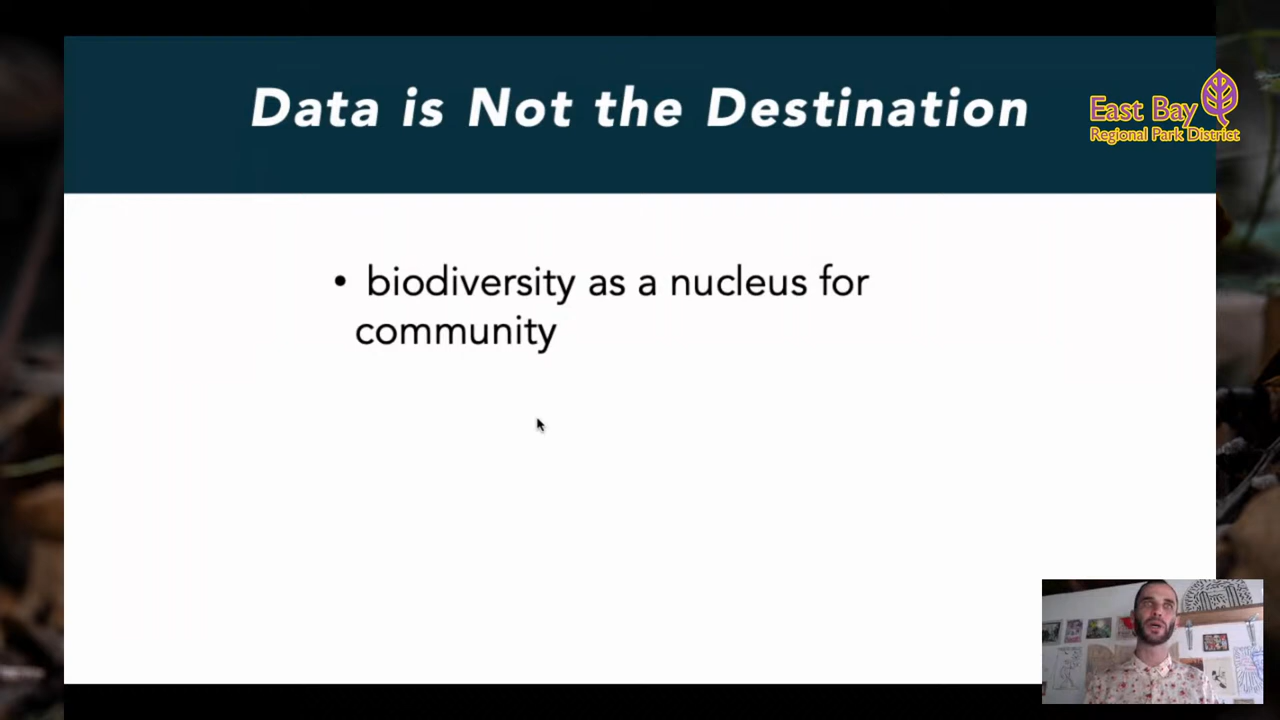 Data is Not the Destination
East Bay
Regional Park District
• biodiversity as a nucleus for
community